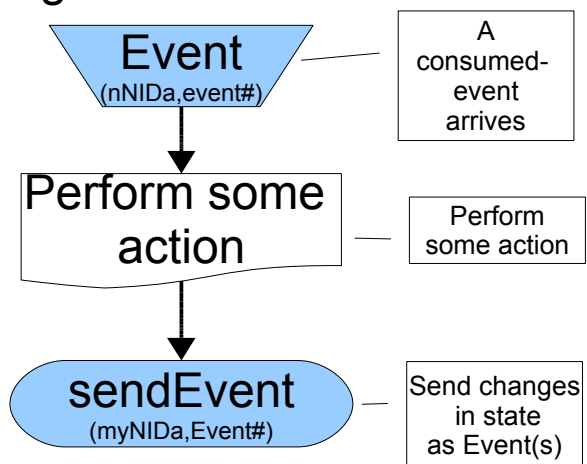 Event
(nNIDa,event#)
A
consumed-
event
arrives
Perform some
action
Perform
some action
sendEvent
(myNIDa,Event#)
Send changes
in state
as Event(s)